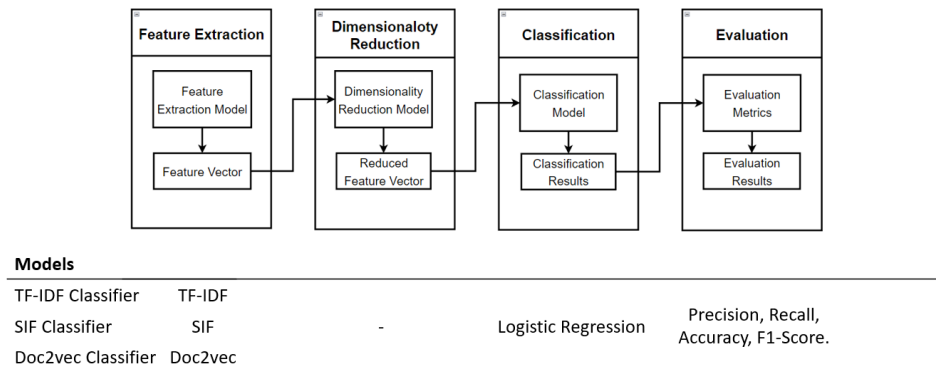 Feature Extraction
Dimensionaloty
Reduction
Classification
Evaluation
Feature
Extraction Model
Dimensionality
Reduction Model
Classification
Model
Evaluation
Metrics
Feature Vector
Reduced
Feature Vector
Classification
Results
Evaluation
Results
Models
TF-IDF Classifier TF-IDF
SIF Classifier SIF - Logistic Regression
Precision, Recall,
Accuracy, F1-Score.
Doc2vec Classifier Doc2vec